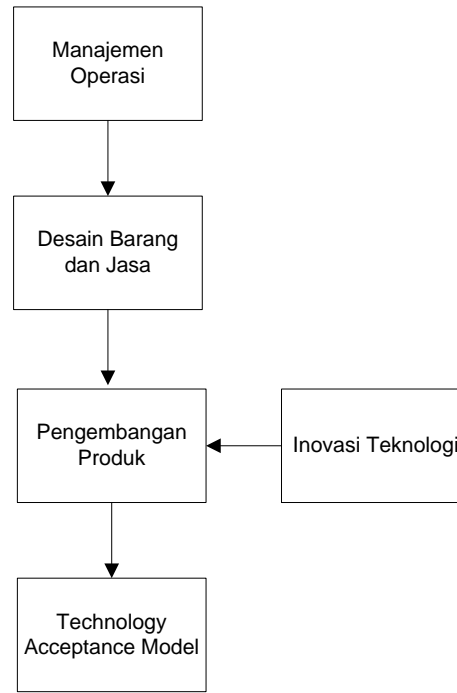 Manajemen
Operasi
Desain Barang
dan Jasa
Pengembangan
Produk
Inovasi Teknologi
Technology
Acceptance Model